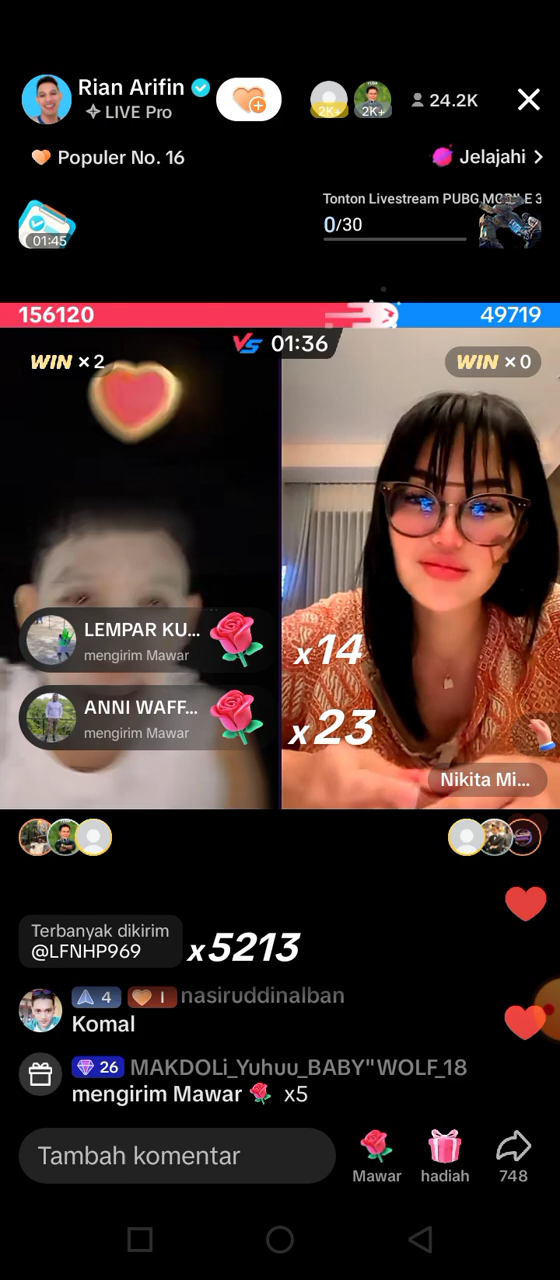 Rian Arifin
LIVE Pro
2K+
2K+
24.2K
Populer No. 16
Jelajahi
01:45
Tonton Livestream PUBG MOBILE 3
0/30
156120
49719
VS 01:36
WIN ×2
WIN ×0
LEMPAR KU...
mengirim Mawar
x14
ANNI WAFF...
mengirim Mawar
x23
Nikita Mi...
Terbanyak dikirim
@LFNHP969
x5213
4 I nasiruddinalban
Komal
26 MAKDOLi_Yuhuu_BABY"WOLF_18
mengirim Mawar x5
Tambah komentar
Mawar
hadiah
748